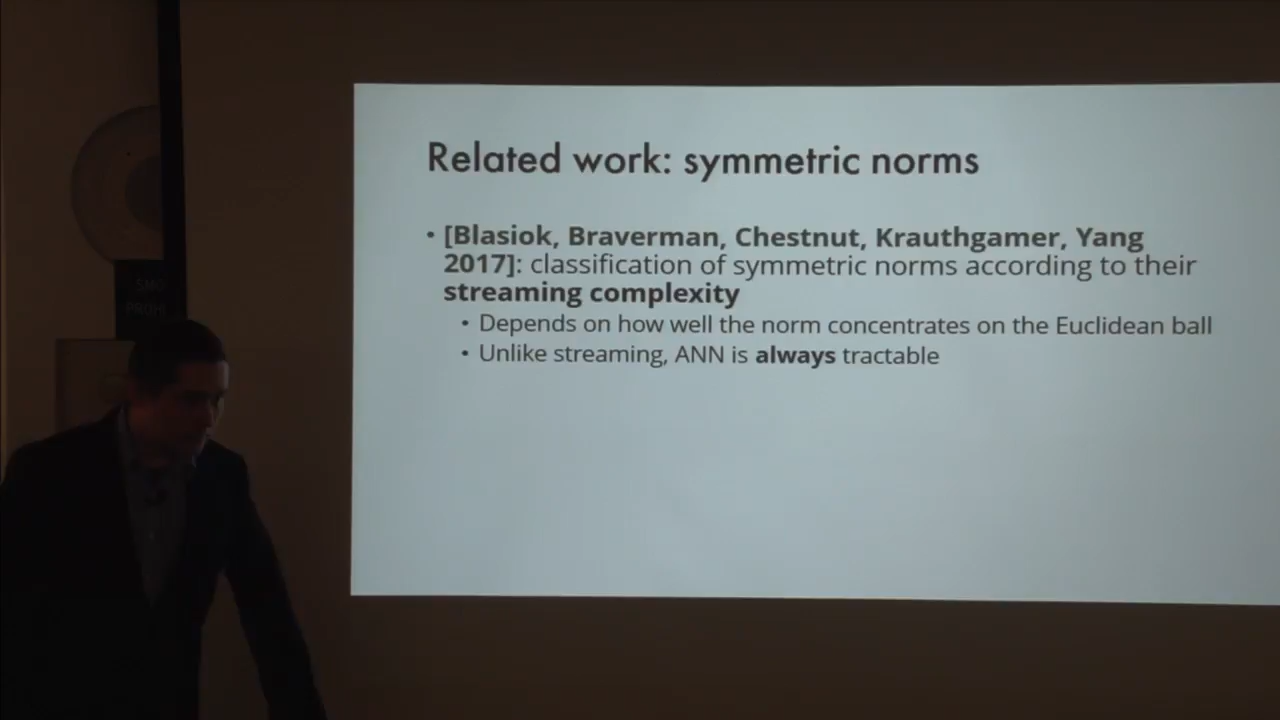 Related work: symmetric norms
• [Blasiok, Braverman, Chestnut, Krauthgamer, Yang
2017]: classification of symmetric norms according to their
streaming complexity
• Depends on how well the norm concentrates on the Euclidean ball
• Unlike streaming, ANN is always tractable